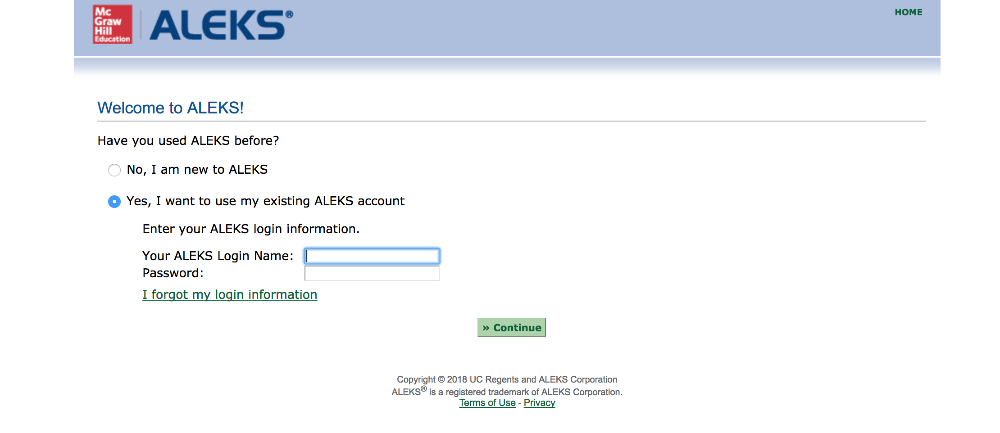 Mc
Graw
Hill
Education
ALEKS®
HOME
Welcome to ALEKS!
Have you used ALEKS before?
No, I am new to ALEKS
Yes, I want to use my existing ALEKS account
Enter your ALEKS login information.
Your ALEKS Login Name:
Password:
I forgot my login information
» Continue
Copyright © 2018 UC Regents and ALEKS Corporation
ALEKS® is a registered trademark of ALEKS Corporation.
Terms of Use - Privacy